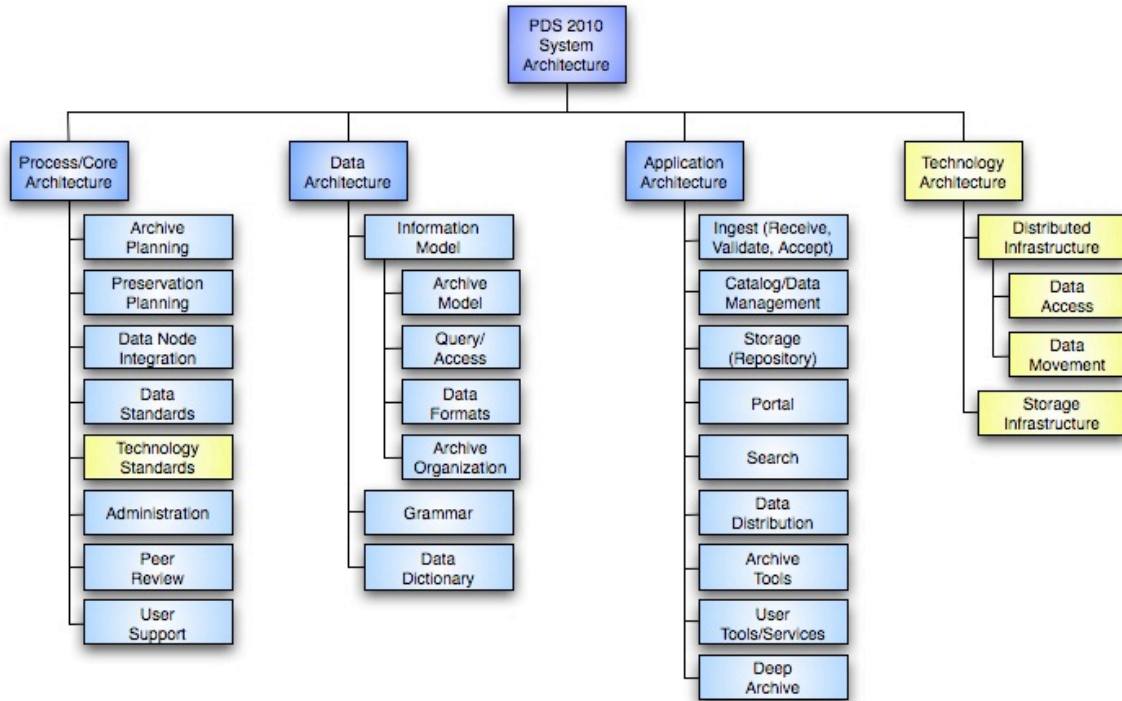 PDS 2010
System
Architecture
Process/Core
Architecture
Archive
Planning
Preservation
Planning
Data Node
Integration
Data
Standards
Technology
Standards
Administration
Peer
Review
User
Support
Data
Architecture
Information
Model
Archive
Model
Query/
Access
Data
Formats
Archive
Organization
Grammar
Data
Dictionary
Application
Architecture
Ingest (Receive,
Validate, Accept)
Catalog/Data
Management
Storage
(Repository)
Portal
Search
Data
Distribution
Archive
Tools
User
Tools/Services
Deep
Archive
Technology
Architecture
Distributed
Infrastructure
Data
Access
Data
Movement
Storage
Infrastructure